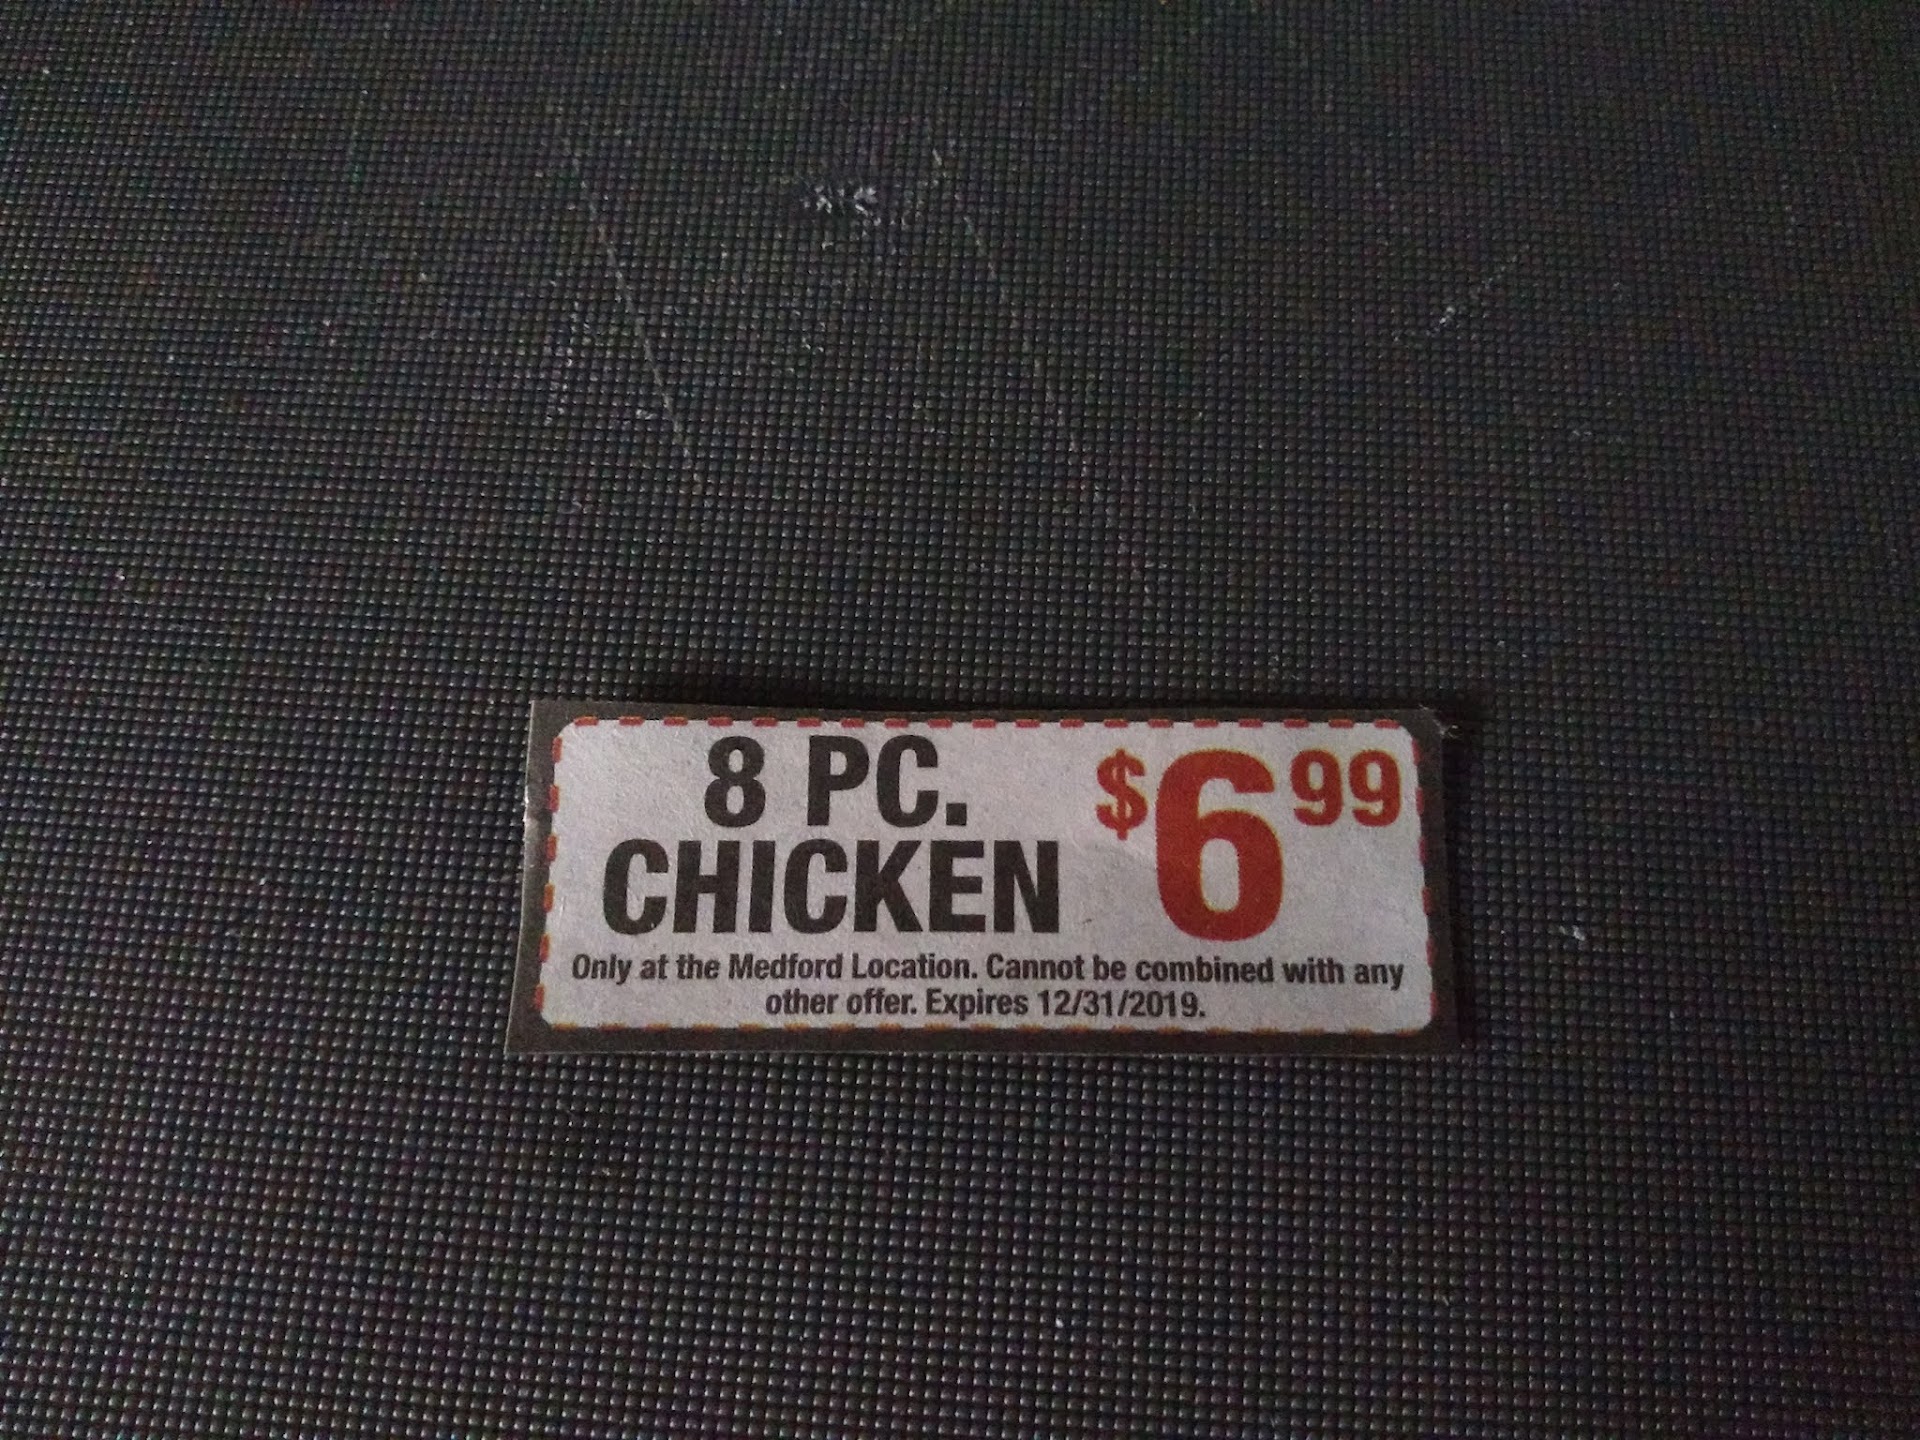 8 PC.
CHICKEN
$6 99
Only at the Medford Location. Cannot be combined with any
other offer. Expires 12/31/2019.